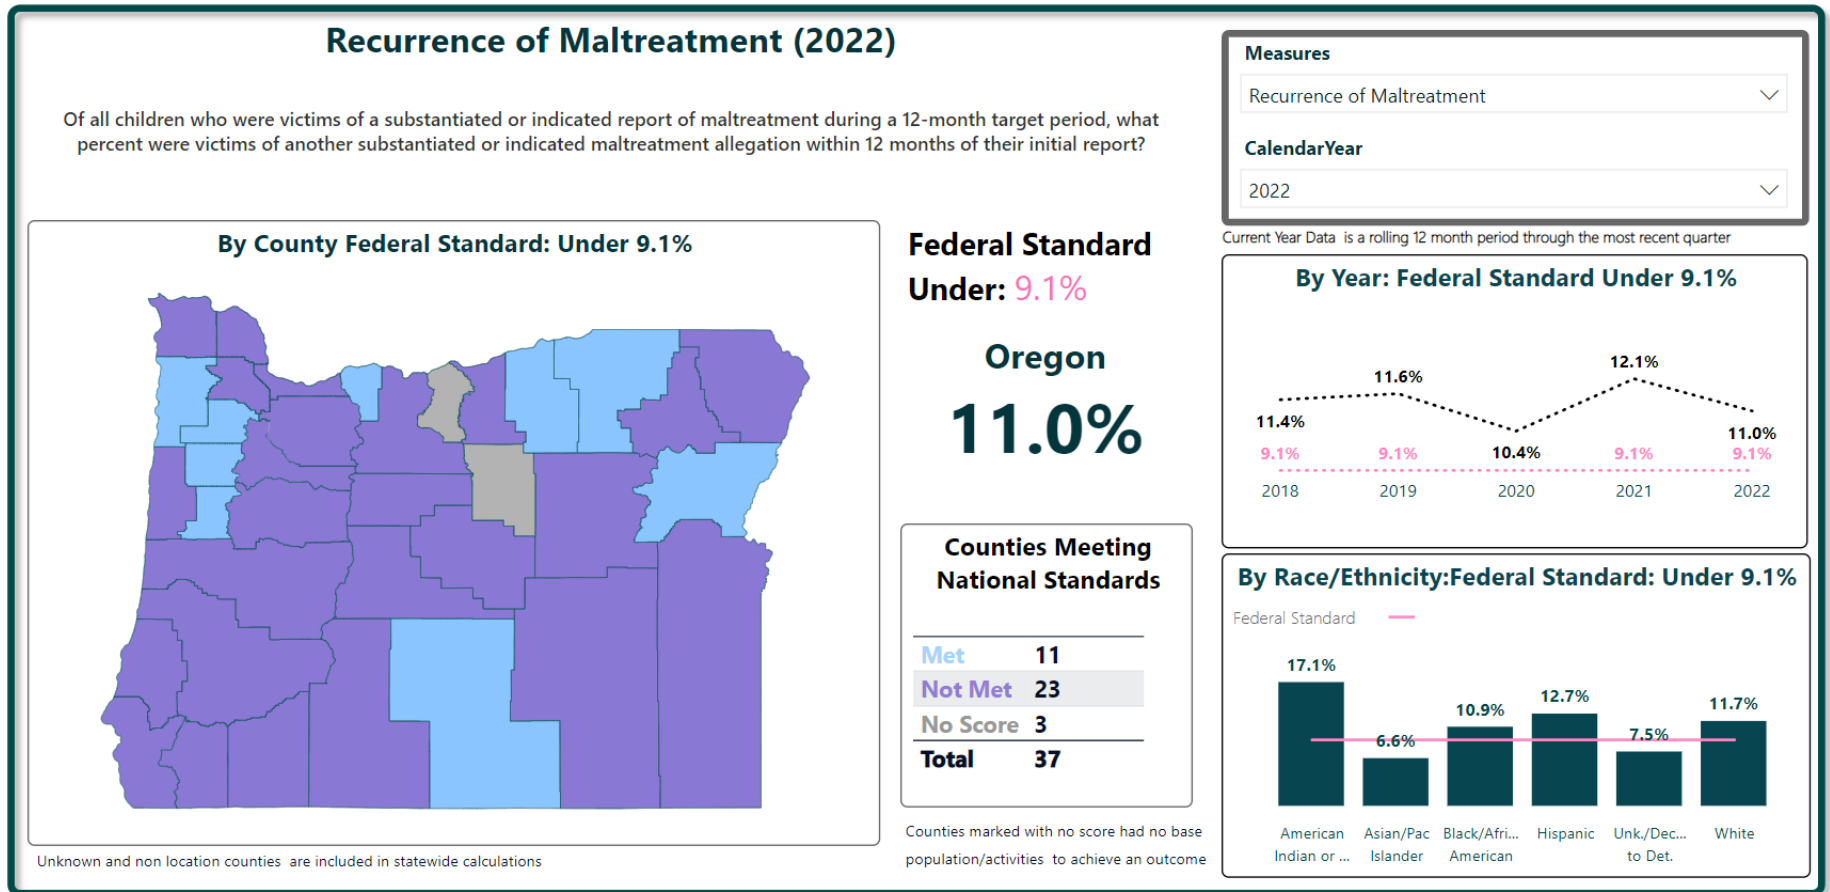 Recurrence of Maltreatment (2022)
Of all children who were victims of a substantiated or indicated report of maltreatment during a 12-month target period, what
percent were victims of another substantiated or indicated maltreatment allegation within 12 months of their initial report?
Measures
Recurrence of Maltreatment
CalendarYear
2022
Current Year Data is a rolling 12 month period through the most recent quarter
By County Federal Standard: Under 9.1%
Unknown and non location counties are included in statewide calculations
Federal Standard
Under: 9.1%
Oregon
11.0%
Counties Meeting
National Standards
Met 11
Not Met 23
No Score 3
Total 37
Counties marked with no score had no base
population/activities to achieve an outcome
By Year: Federal Standard Under 9.1%
11.4%
11.6%
10.4%
12.1%
11.0%
9.1%
9.1%
9.1%
9.1%
2018
2019
2020
2021
2022
By Race/Ethnicity:Federal Standard: Under 9.1%
Federal Standard
17.1%
6.6%
10.9%
12.7%
7.5%
11.7%
American
Indian or ...
Asian/Pac
Islander
Black/Afri...
American
Hispanic
Unk./Dec...
to Det.
White